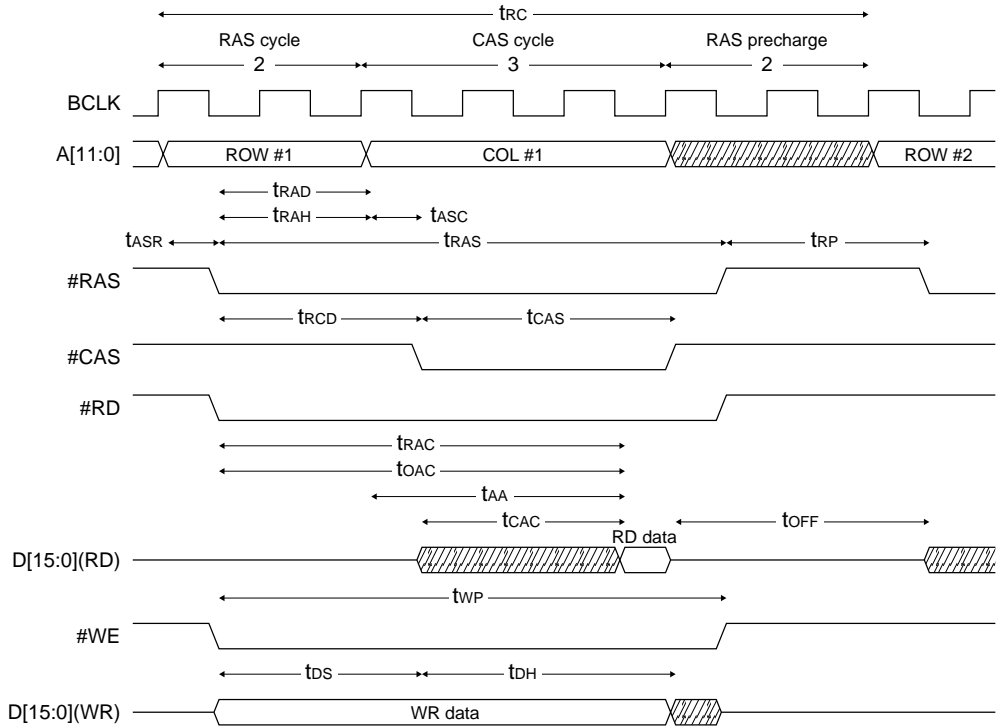 tRC
RAS cycle CAS cycle RAS precharge
2 3 2
BCLK
A[11:0] ROW #1 COL #1 ROW #2
tRAD
tRAH tASC
tASR tRAS tRP
#RAS
tRCD tCAS
#CAS
#RD
tRAC
tOAC
tAA
tCAC tOFF
RD data
D[15:0](RD)
tWP
#WE
tDS tDH
D[15:0](WR) WR data